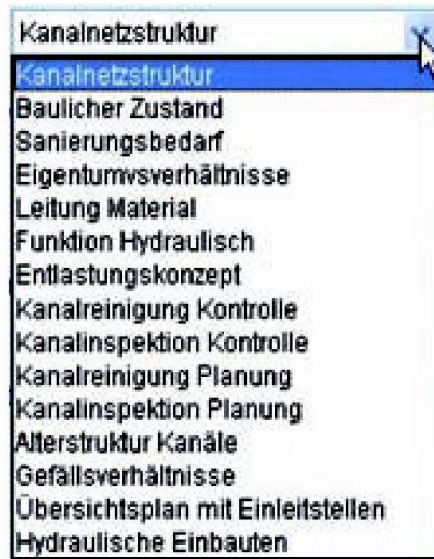 Kanalnetzstruktur
Kanalnetzstruktur
Baulicher Zustand
Sanierungsbedarf
Eigentumvsverhältnisse
Leitung Material
Funktion Hydraulisch
Entlastungskonzept
Kanalreinigung Kontrolle
Kanalinspektion Kontrolle
Kanalreinigung Planung
Kanalinspektion Planung
Alterstruktur Kanäle
Gefällsverhältnisse
Übersichtsplan mit Einleitstellen
Hydraulische Einbauten